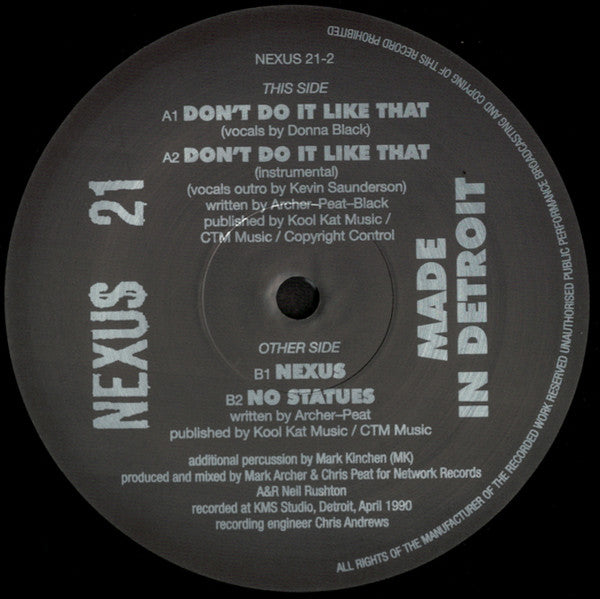 NEXUS 21-2
THIS SIDE
A1 DON'T DO IT LIKE THAT
(vocals by Donna Black)
A2 DON'T DO IT LIKE THAT
(instrumental)
(vocals outro by Kevin Saunderson)
written by Archer–Peat–Black
published by Kool Kat Music /
CTM Music / Copyright Control
NEXUS 21
MADE
IN DETROIT
OTHER SIDE
B1 NEXUS
B2 NO STATUES
written by Archer–Peat
published by Kool Kat Music / CTM Music
additional percussion by Mark Kinchen (MK)
produced and mixed by Mark Archer & Chris Peat for Network Records
A&R Neil Rushton
recorded at KMS Studio, Detroit, April 1990
recording engineer Chris Andrews
ALL RIGHTS OF THE MANUFACTURER OF THE RECORDED WORK RESERVED UNAUTHORISED PUBLIC PERFORMANCE BROADCASTING AND COPYING OF THIS RECORD PROHIBITED